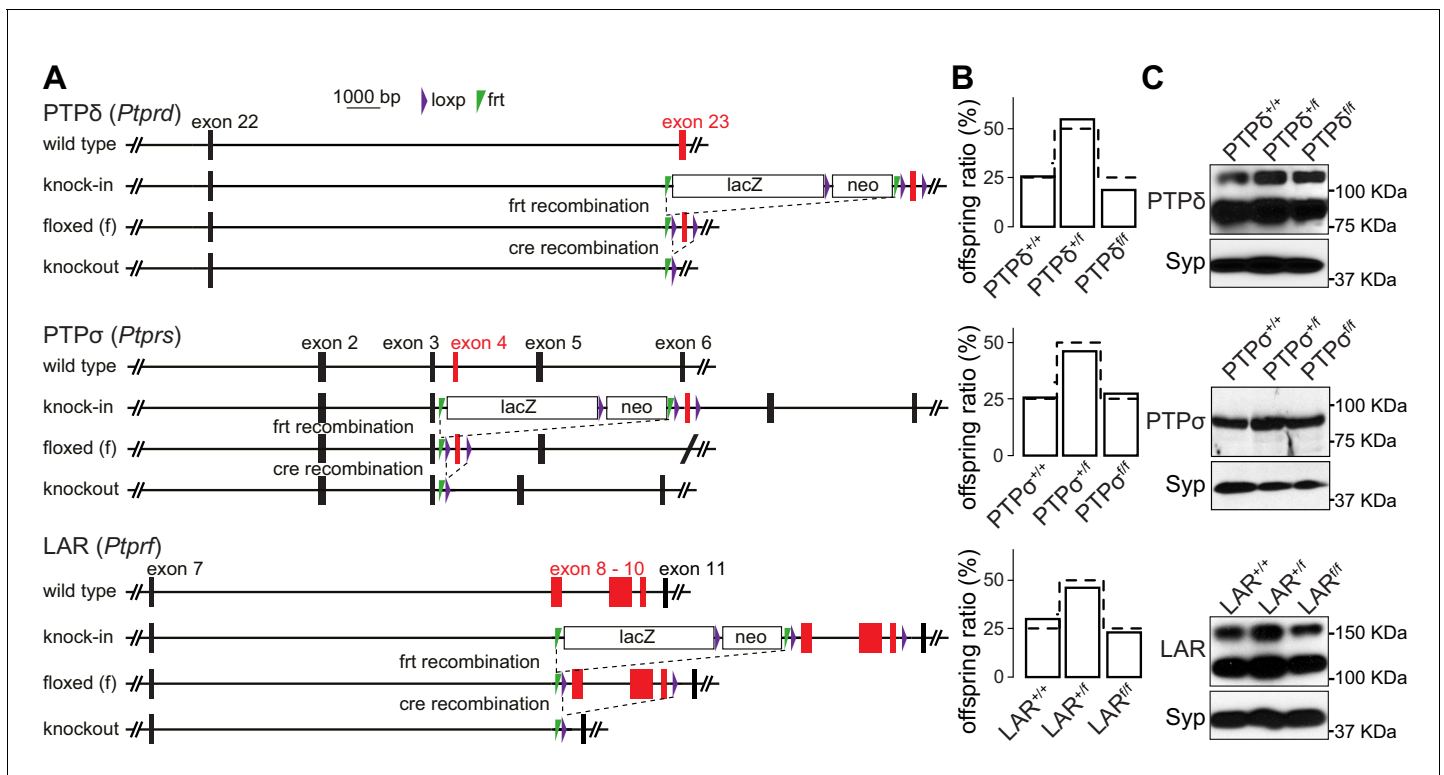 A
1000 bp loxp frt
PTPδ (Ptprd)
exon 22 exon 23
wild type
knock-in lacZ neo
frt recombination
floxed (f)
cre recombination
knockout
PTPσ (Ptprs)
exon 2 exon 3 exon 4 exon 5 exon 6
wild type
knock-in lacZ neo
frt recombination
floxed (f)
cre recombination
knockout
LAR (Ptprf)
exon 7 exon 8 - 10 exon 11
wild type
knock-in lacZ neo
frt recombination
floxed (f)
cre recombination
knockout
B
offspring ratio (%)
50
25
0
PTPδ+/+ PTPδ+/f PTPδf/f
offspring ratio (%)
50
25
0
PTPσ+/+ PTPσ+/f PTPσf/f
offspring ratio (%)
50
25
0
LAR+/+ LAR+/f LARf/f
C
PTPδ+/+ PTPδ+/f PTPδf/f
PTPδ
-100 KDa
-75 KDa
Syp
-37 KDa
PTPσ+/+ PTPσ+/f PTPσf/f
PTPσ
-100 KDa
-75 KDa
Syp
-37 KDa
LAR+/+ LAR+/f LARf/f
LAR
-150 KDa
-100 KDa
Syp
-37 KDa